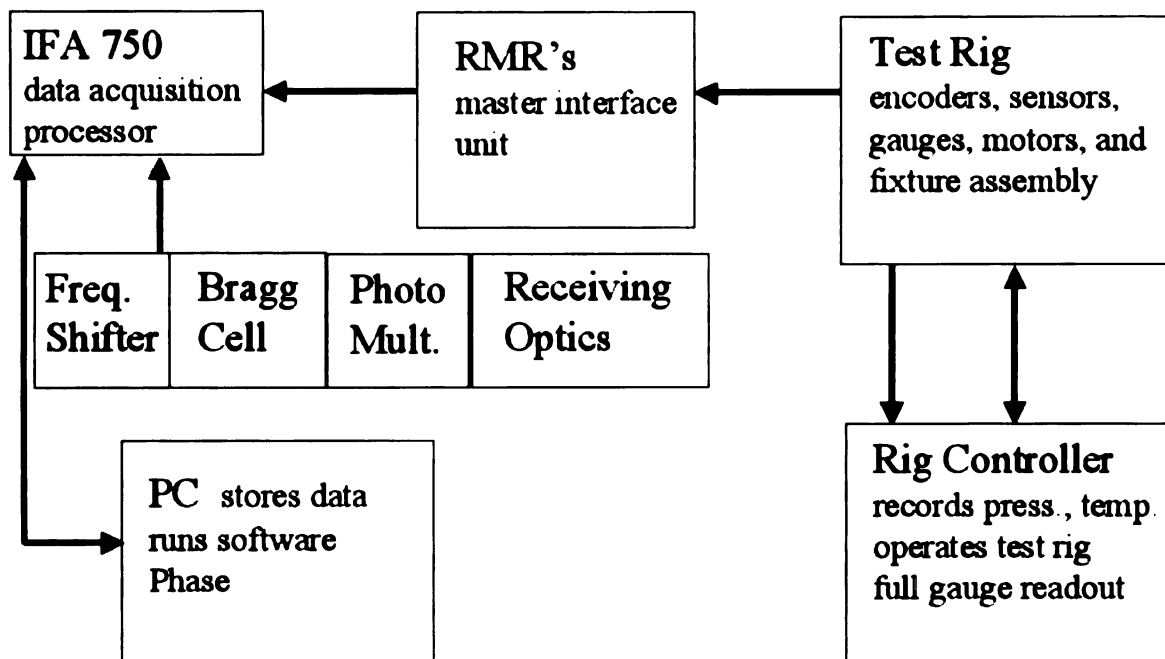 IFA 750
data acquisition
processor
RMR's
master interface
unit
Test Rig
encoders, sensors,
gauges, motors, and
fixture assembly
Freq.
Shifter
Bragg
Cell
Photo
Mult.
Receiving
Optics
PC stores data
runs software
Phase
Rig Controller
records press., temp.
operates test rig
full gauge readout